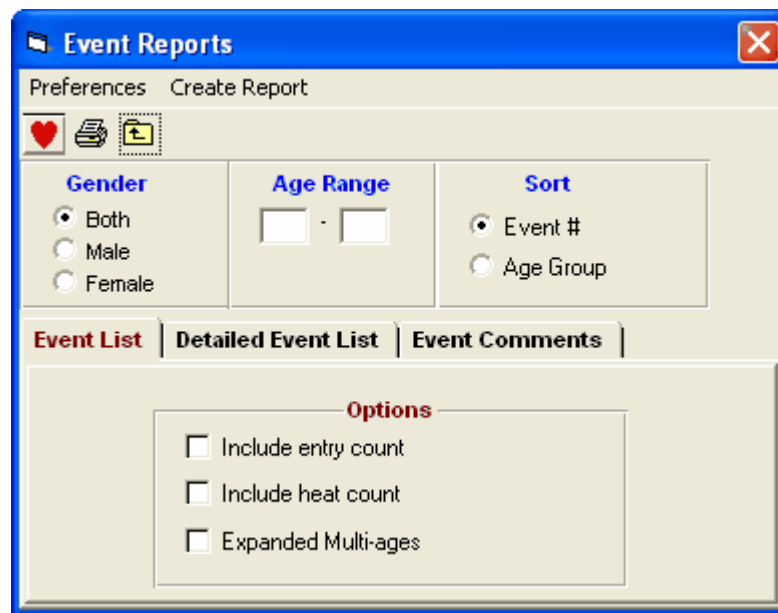 Event Reports
Preferences Create Report
Gender Age Range Sort
Both - Event #
Male Age Group
Female
Event List Detailed Event List Event Comments
Options
Include entry count
Include heat count
Expanded Multi-ages